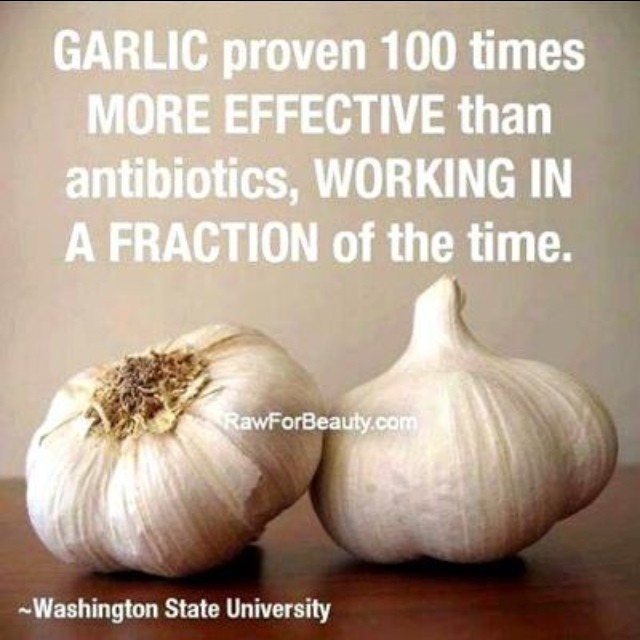 GARLIC proven 100 times
MORE EFFECTIVE than
antibiotics, WORKING IN
A FRACTION of the time.
RawForBeauty.com
~Washington State University